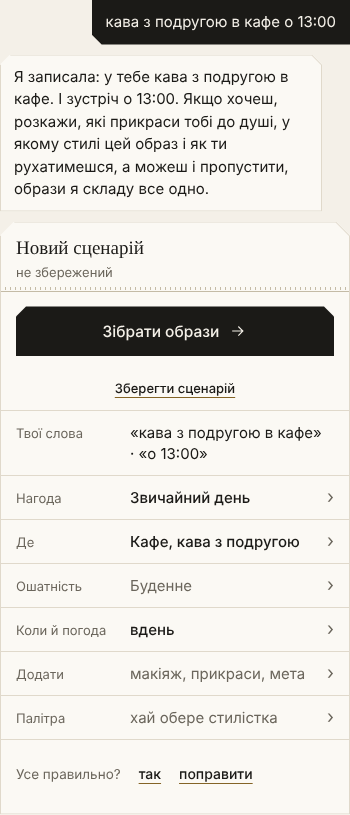 кава з подругою в кафе о 13:00
Я записала: у тебе кава з подругою в
кафе. І зустріч о 13:00. Якщо хочеш,
розкажи, які прикраси тобі до душі, у
якому стилі цей образ і як ти
рухатимешся, а можеш і пропустити,
образи я складу все одно.
Новий сценарій
не збережений
Зібрати образи →
Зберегти сценарій
Твої слова «кава з подругою в кафе»
· «о 13:00»
Нагода Звичайний день ›
Де Кафе, кава з подругою ›
Ошатність Буденне ›
Коли й погода вдень ›
Додати макіяж, прикраси, мета ›
Палітра хай обере стилістка ›
Усе правильно? так поправити